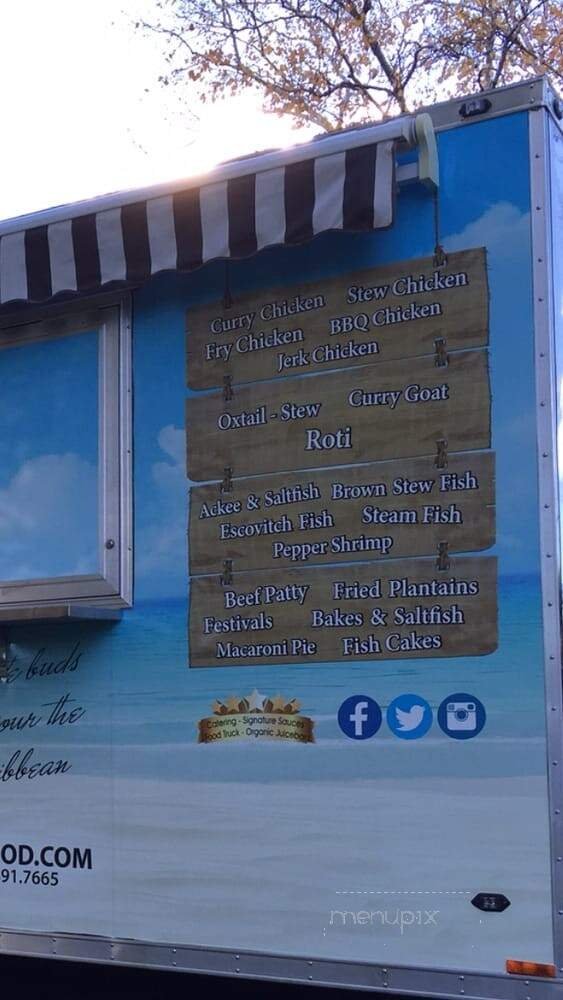 Curry Chicken Stew Chicken
Fry Chicken BBQ Chicken
Jerk Chicken
Oxtail - Stew Curry Goat
Roti
Ackee & Saltfish Brown Stew Fish
Escovitch Fish Steam Fish
Pepper Shrimp
Beef Patty Fried Plantains
Festivals Bakes & Saltfish
Macaroni Pie Fish Cakes
Catering - Signature Sauces
Food Truck - Organic Juicebar
buds
our the
ibbean
OD.COM
91.7665
menupix